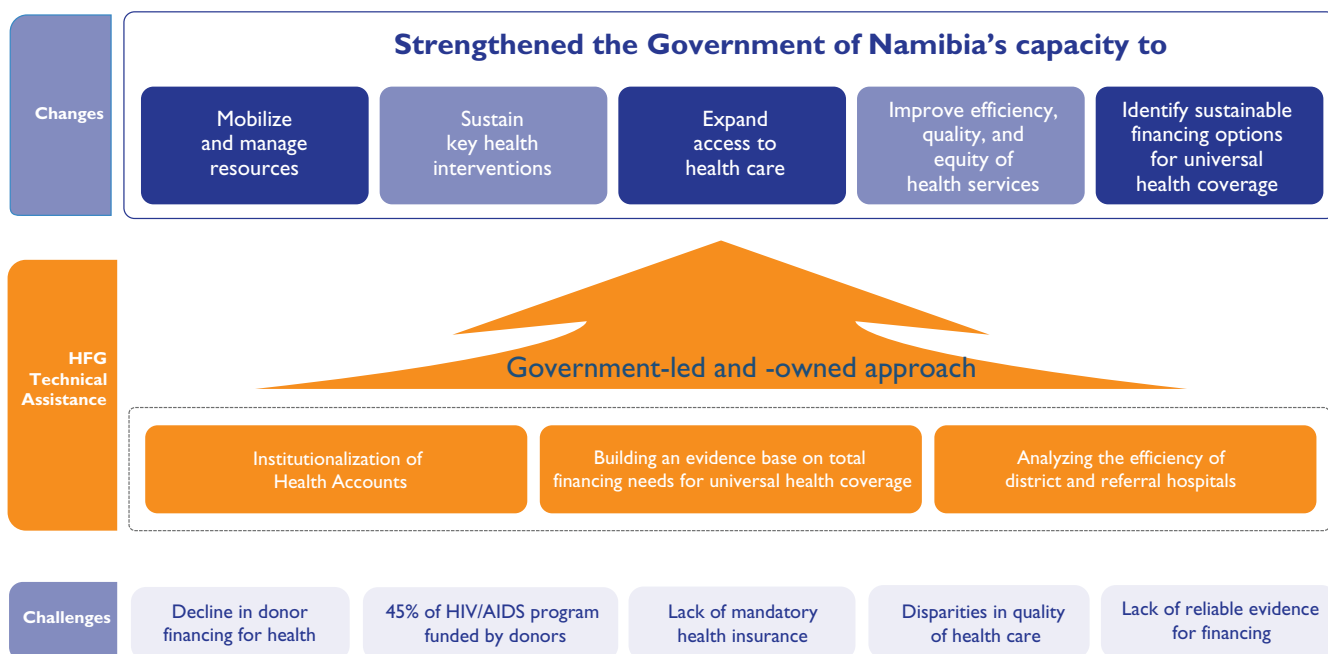 Strengthened the Government of Namibia's capacity to
Changes
Mobilize
and manage
resources
Sustain
key health
interventions
Expand
access to
health care
Improve efficiency,
quality, and
equity of
health services
Identify sustainable
financing options
for universal
health coverage
HFG
Technical
Assistance
Government-led and -owned approach
Institutionalization of
Health Accounts
Building an evidence base on total
financing needs for universal health coverage
Analyzing the efficiency of
district and referral hospitals
Challenges
Decline in donor
financing for health
45% of HIV/AIDS program
funded by donors
Lack of mandatory
health insurance
Disparities in quality
of health care
Lack of reliable evidence
for financing